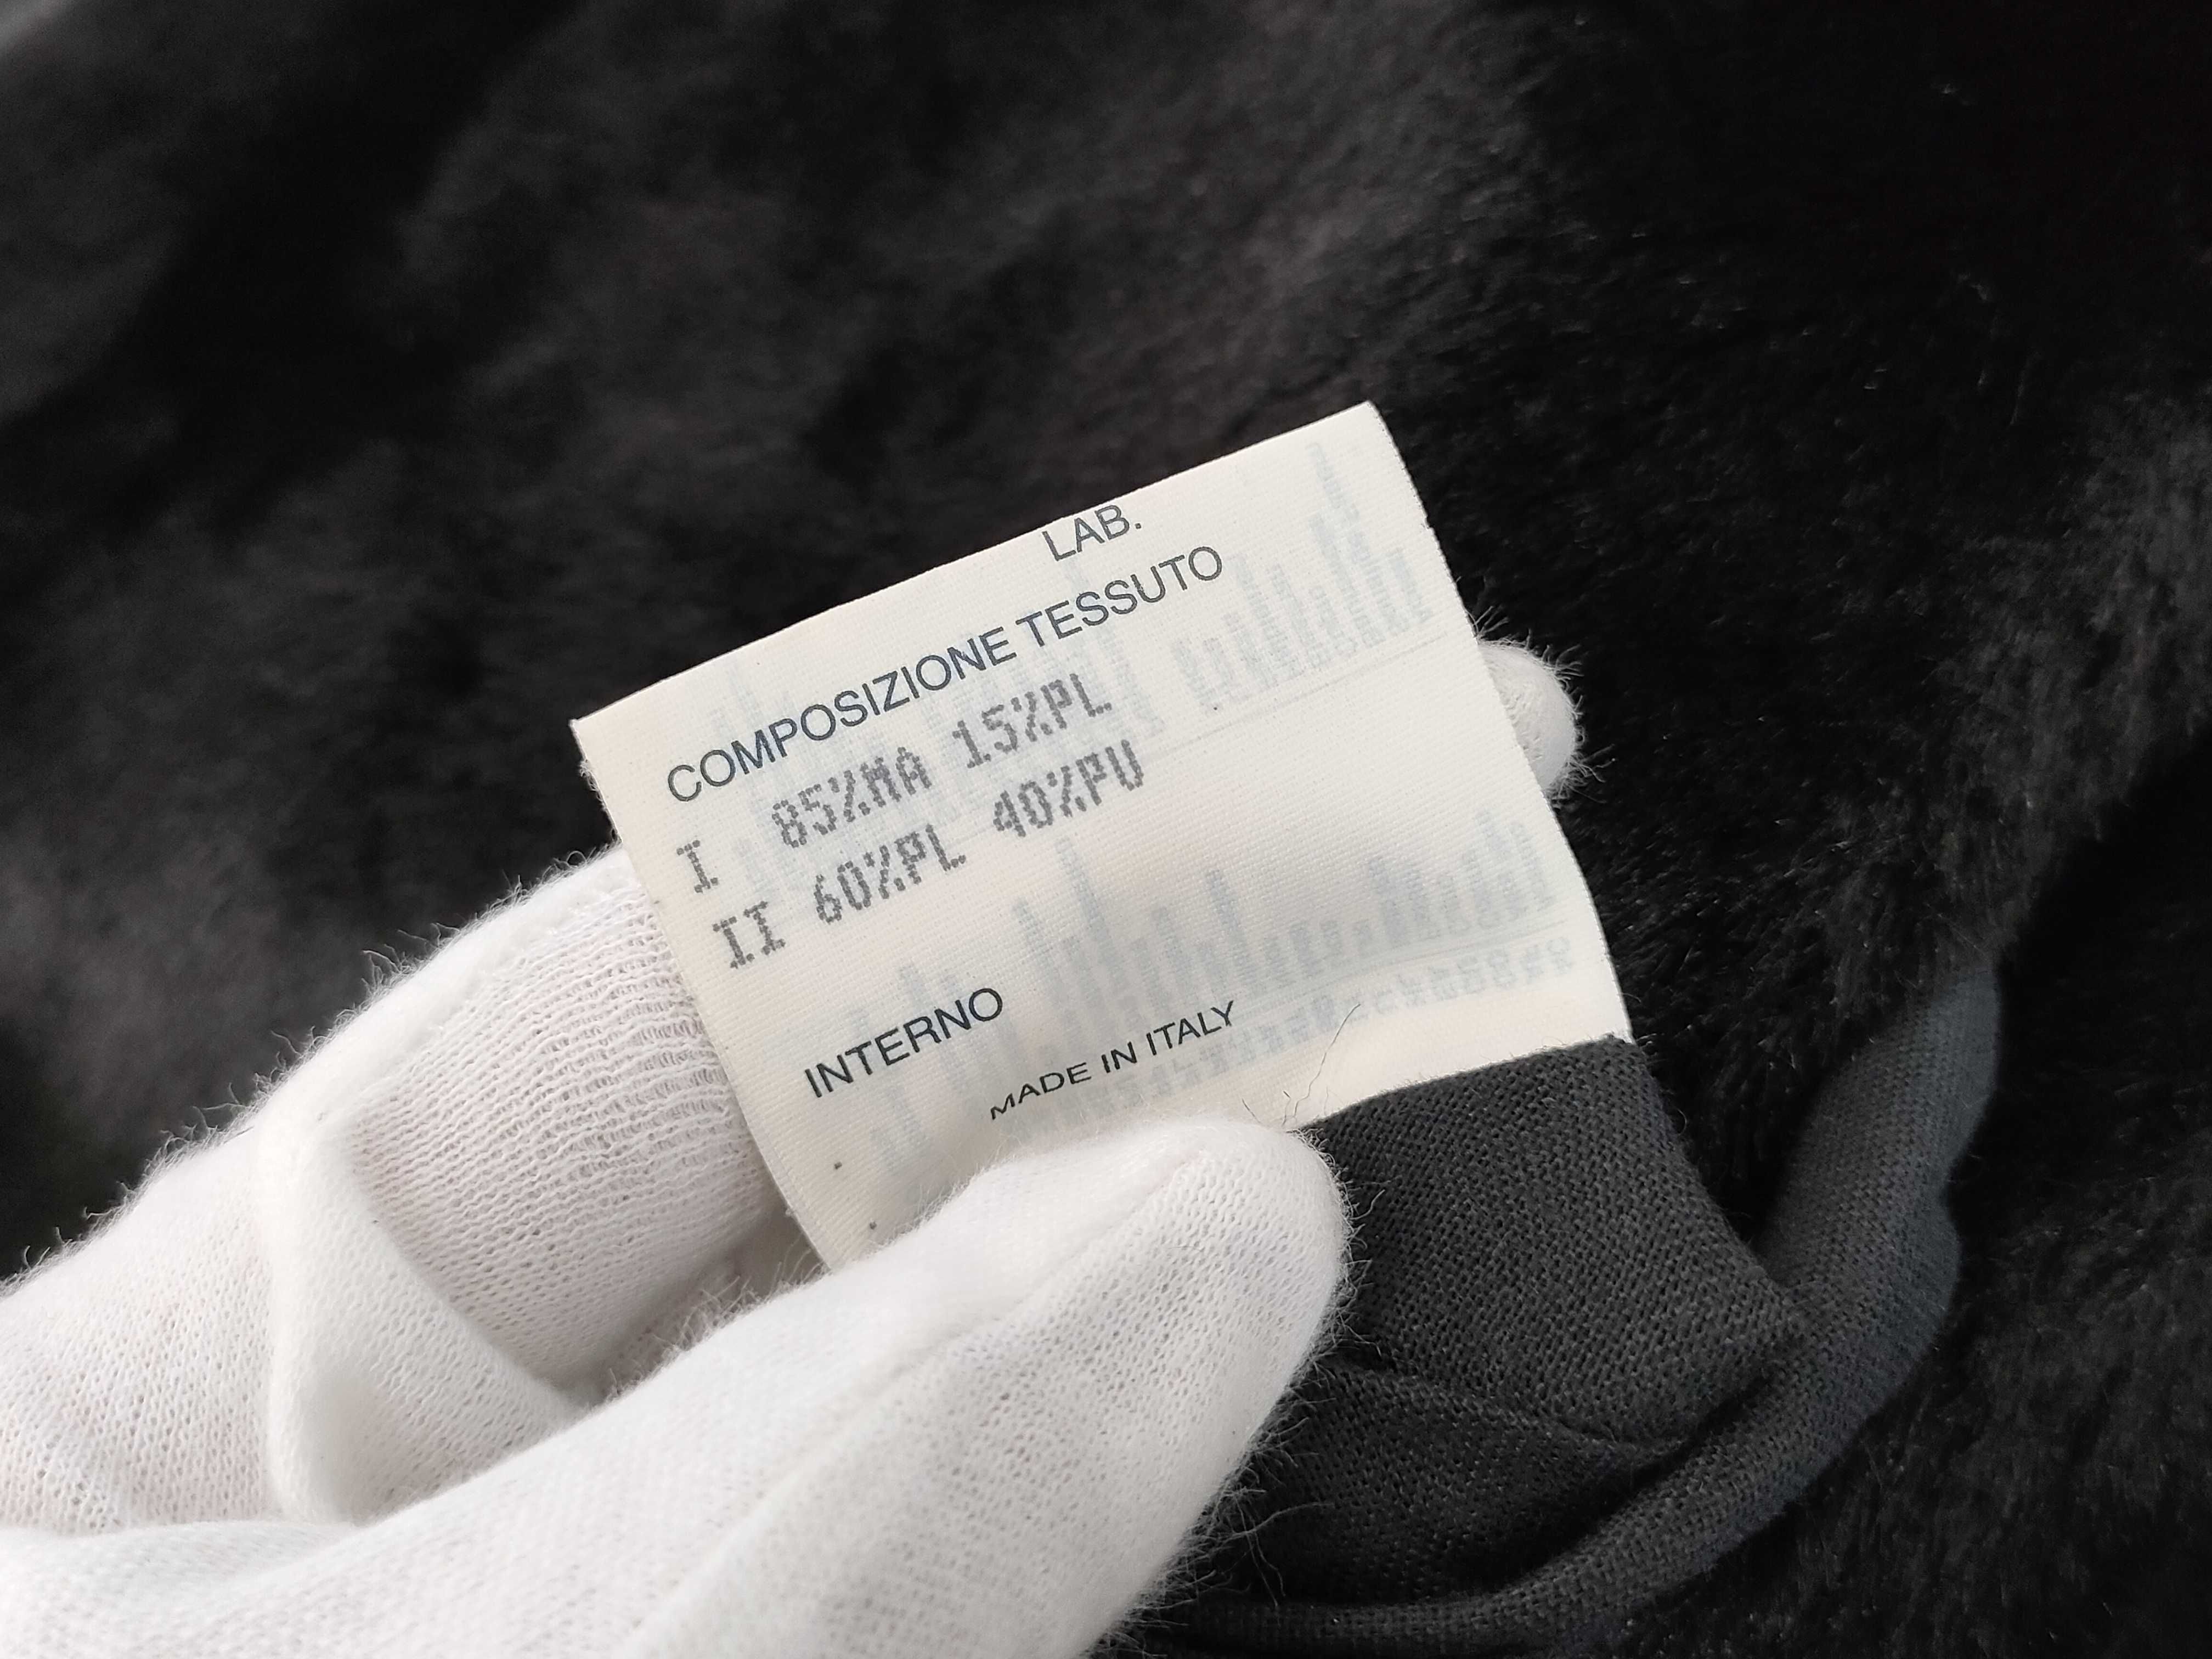 LAB.
COMPOSIZIONE TESSUTO
I 85%MA 15%PL
II 60%PL 40%PU
INTERNO
MADE IN ITALY